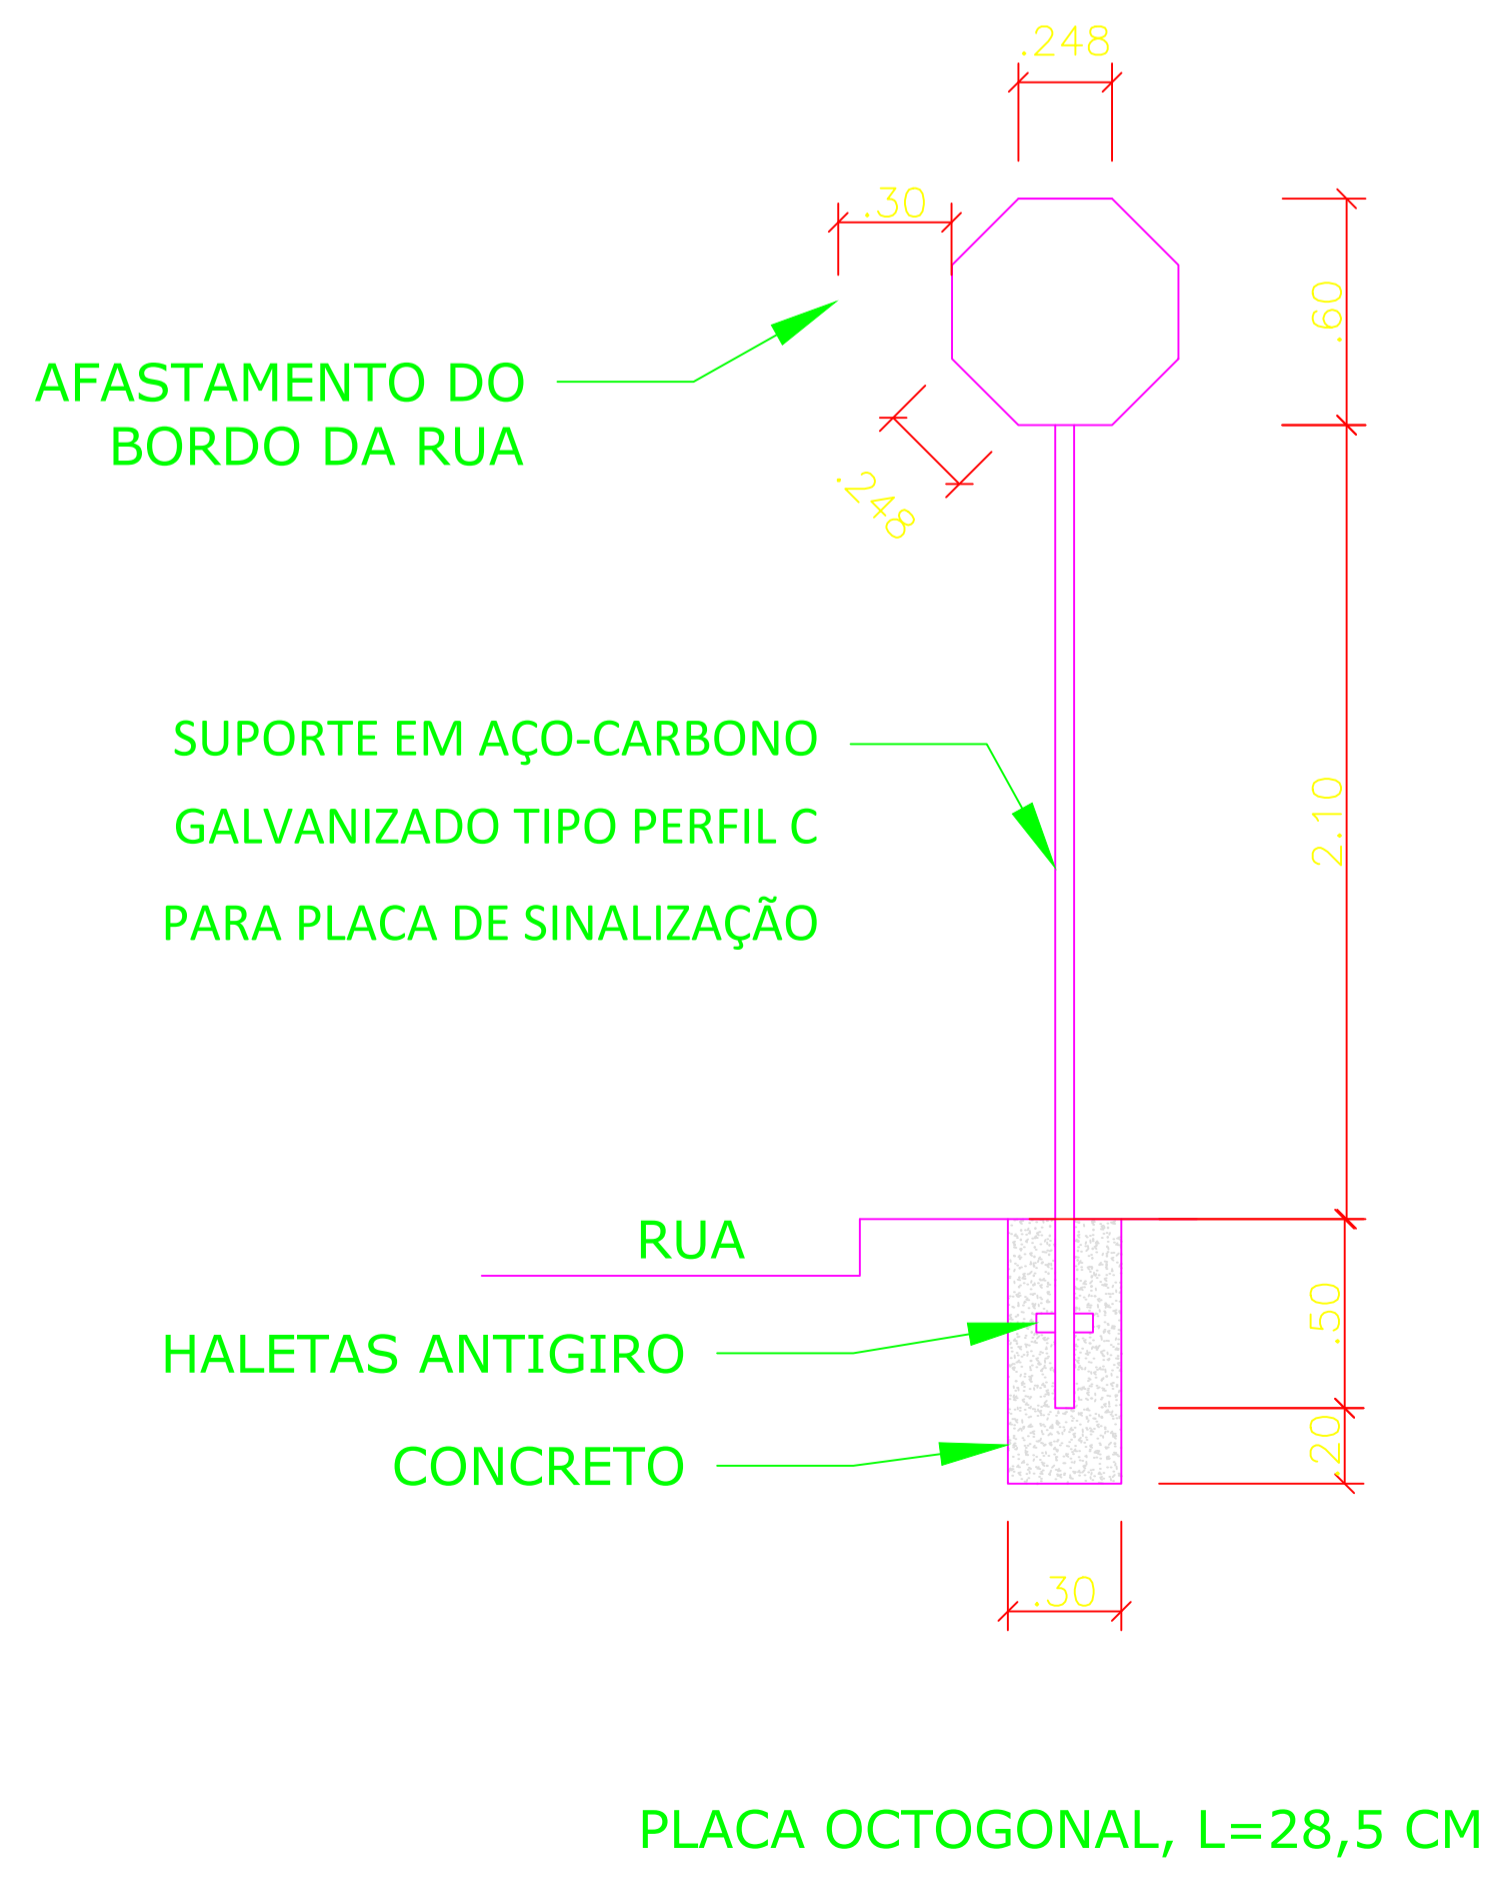 .248
.30
.60
AFASTAMENTO DO
BORDO DA RUA
.248
SUPORTE EM AÇO-CARBONO
GALVANIZADO TIPO PERFIL C
PARA PLACA DE SINALIZAÇÃO
2.10
RUA
HALETAS ANTIGIRO
.50
CONCRETO
.20
.30
PLACA OCTOGONAL, L=28,5 CM